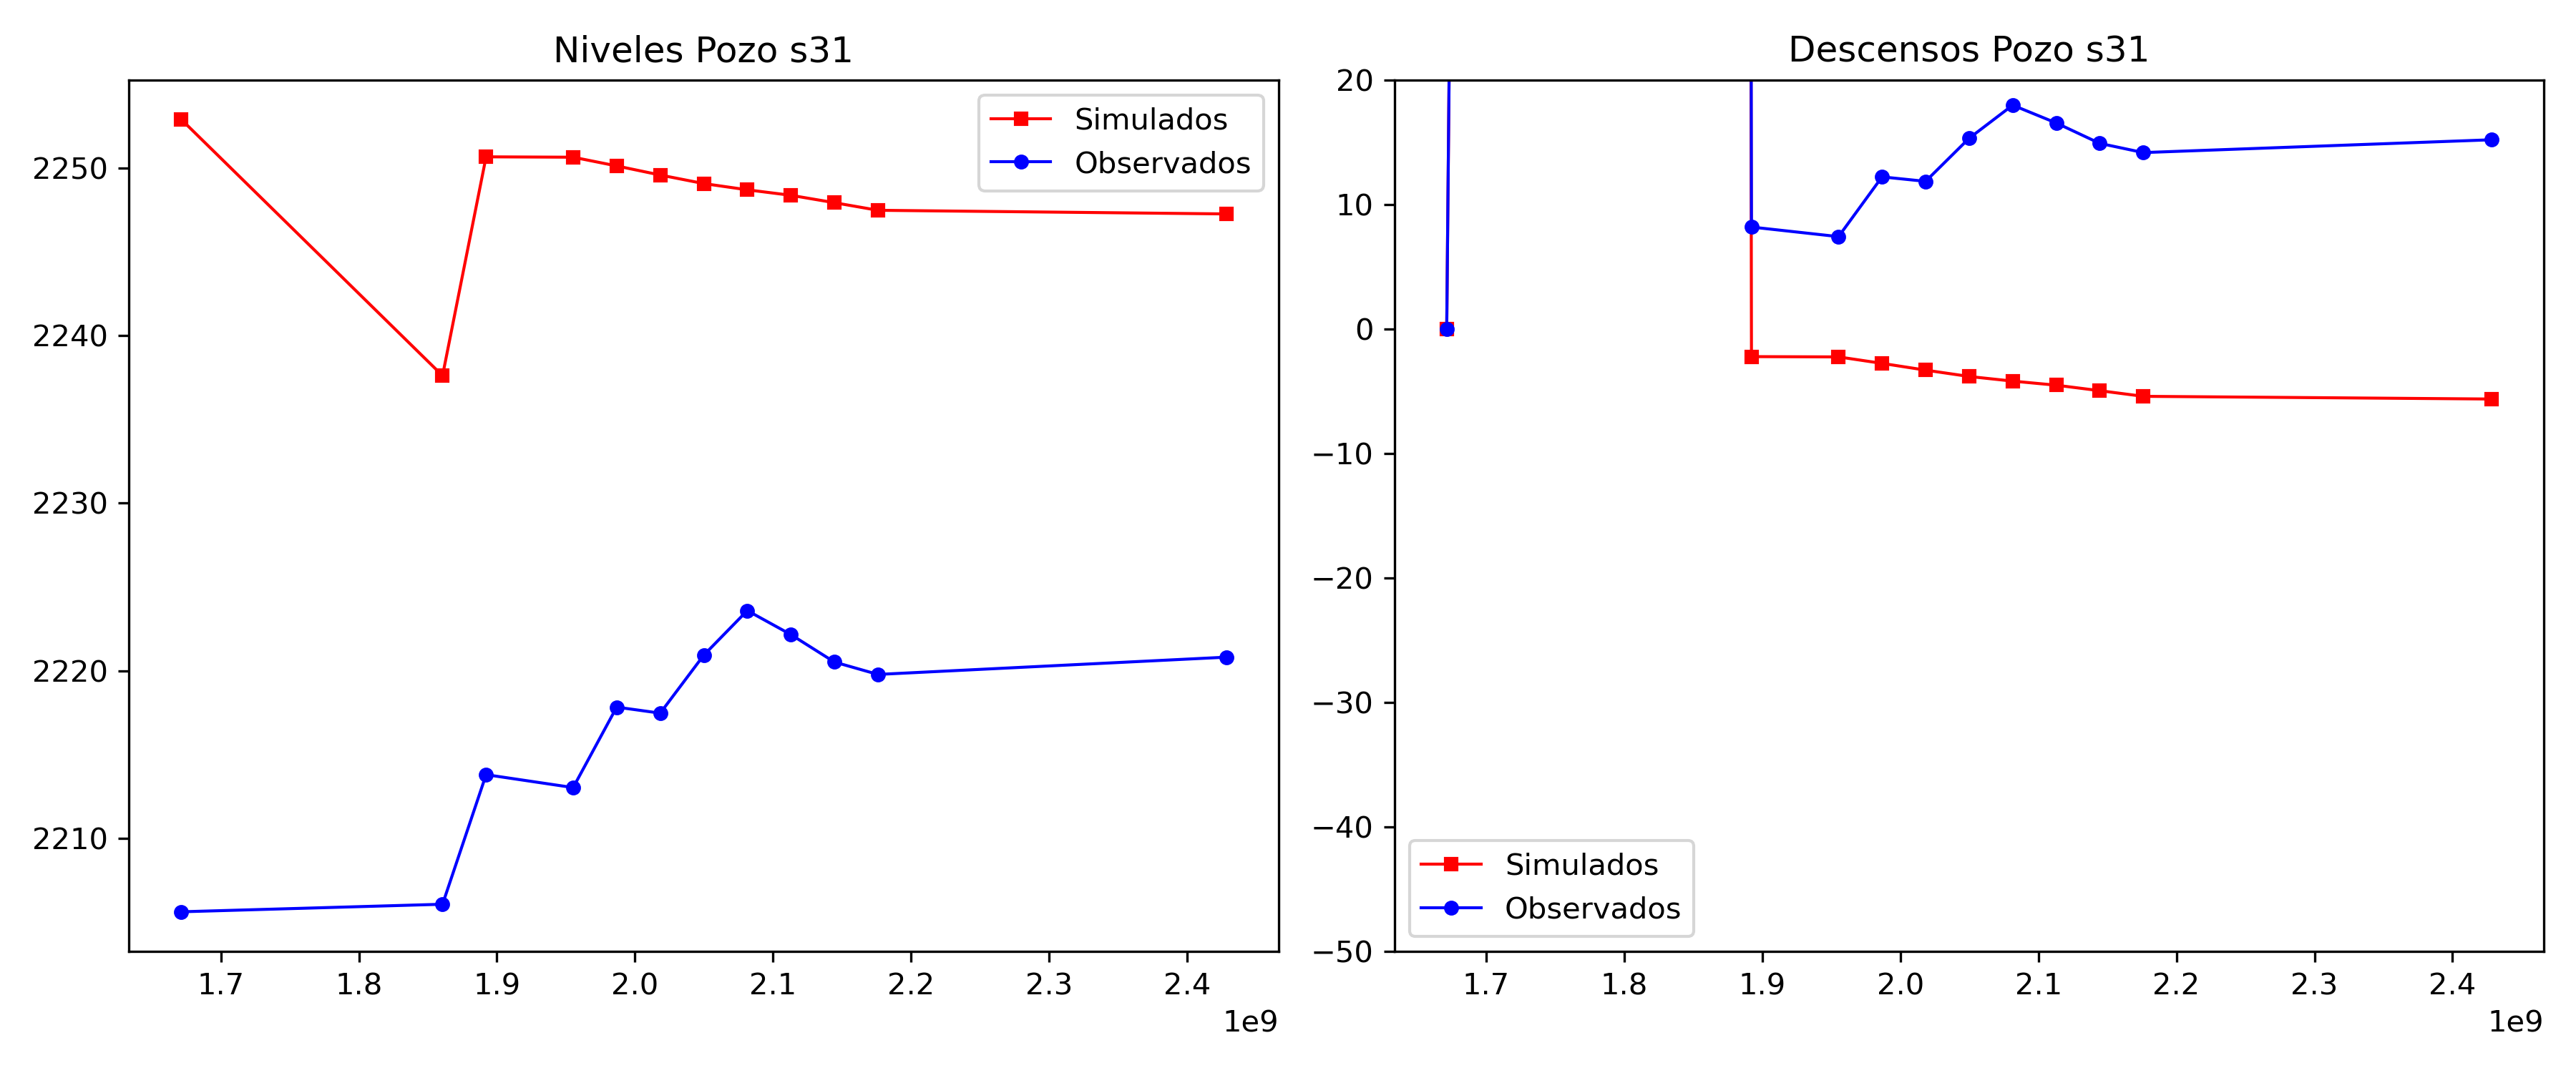 Niveles Pozo s31
Simulados
Observados
2250
2240
2230
2220
2210
1.7 1.8 1.9 2.0 2.1 2.2 2.3 2.4
1e9
Descensos Pozo s31
20
10
0
−10
−20
−30
−40
−50
Simulados
Observados
1.7 1.8 1.9 2.0 2.1 2.2 2.3 2.4
1e9